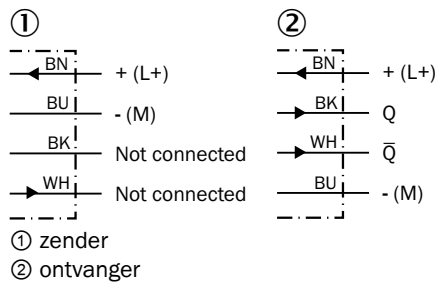 ①
BN + (L+)
BU - (M)
BK Not connected
WH Not connected
②
BN + (L+)
BK Q
WH Q̅
BU - (M)
① zender
② ontvanger